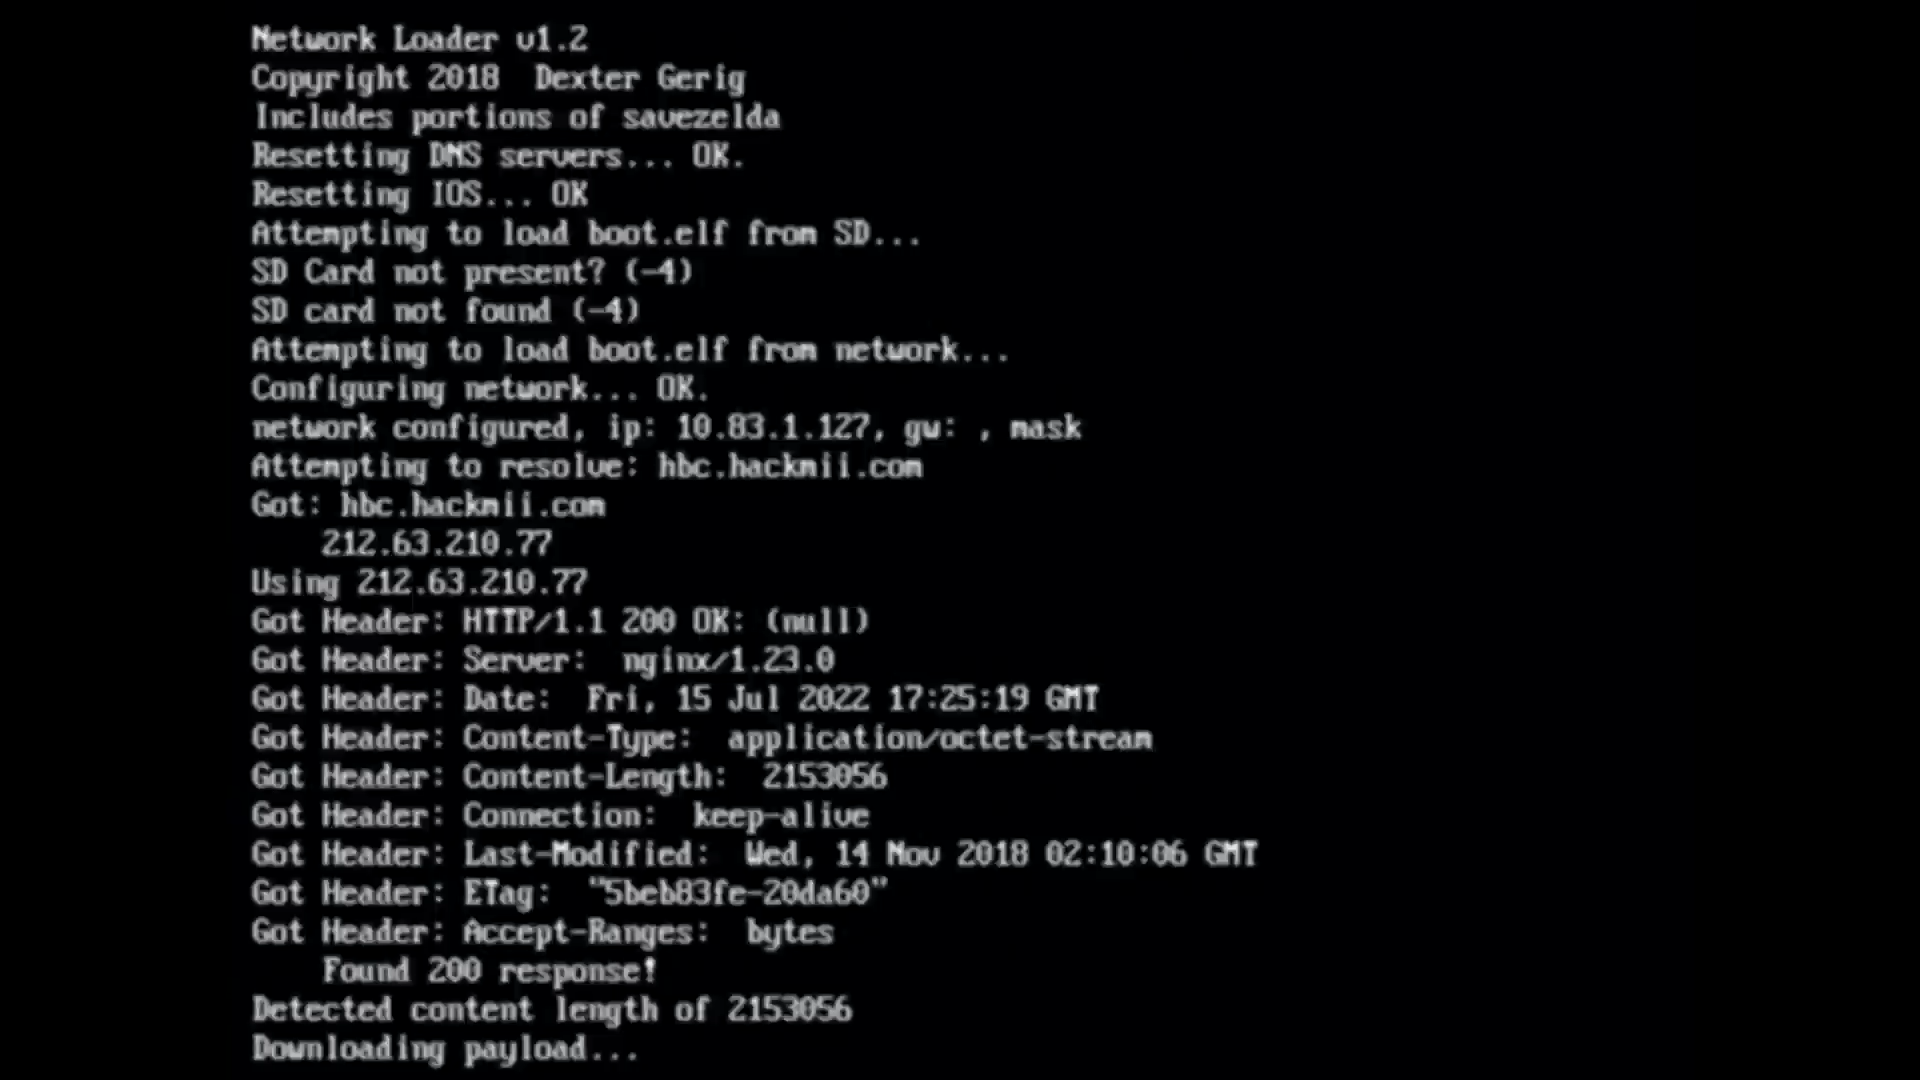 Network Loader v1.2
Copyright 2018  Dexter Gerig
Includes portions of savezelda
Resetting DNS servers... OK.
Resetting IOS... OK
Attempting to load boot.elf from SD...
SD Card not present? (-4)
SD card not found (-4)
Attempting to load boot.elf from network...
Configuring network... OK.
network configured, ip: 10.83.1.127, gw: , mask
Attempting to resolve: hbc.hackmii.com
Got: hbc.hackmii.com
    212.63.210.77
Using 212.63.210.77
Got Header: HTTP/1.1 200 OK: (null)
Got Header: Server:  nginx/1.23.0
Got Header: Date:  Fri, 15 Jul 2022 17:25:19 GMT
Got Header: Content-Type:  application/octet-stream
Got Header: Content-Length:  2153056
Got Header: Connection:  keep-alive
Got Header: Last-Modified:  Wed, 14 Nov 2018 02:10:06 GMT
Got Header: ETag:  "5beb83fe-20da60"
Got Header: Accept-Ranges:  bytes
    Found 200 response!
Detected content length of 2153056
Downloading payload...